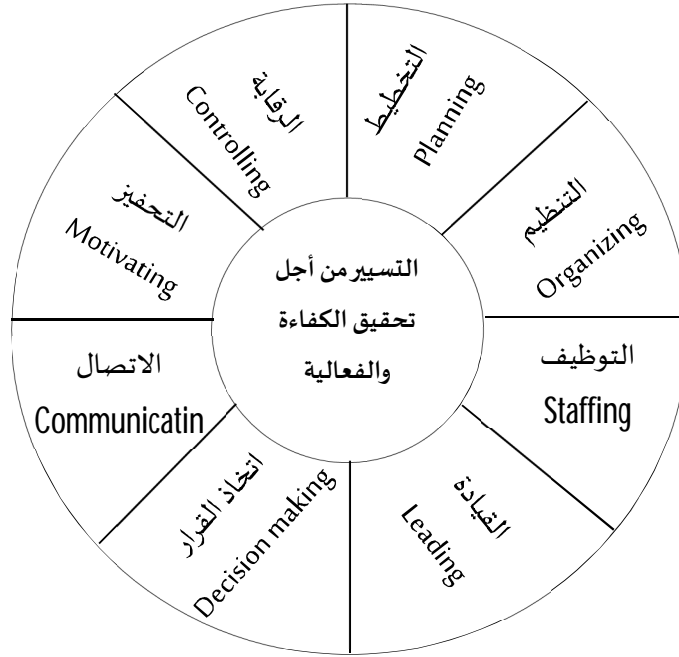 التخطيط
Planning
التنظيم
Organizing
التوظيف
Staffing
القيادة
Leading
اتخاذ القرار
Decision making
الاتصال
Communicatin
التحفيز
Motivating
الرقابة
Controlling
التسيير من أجل
تحقيق الكفاءة
والفعالية